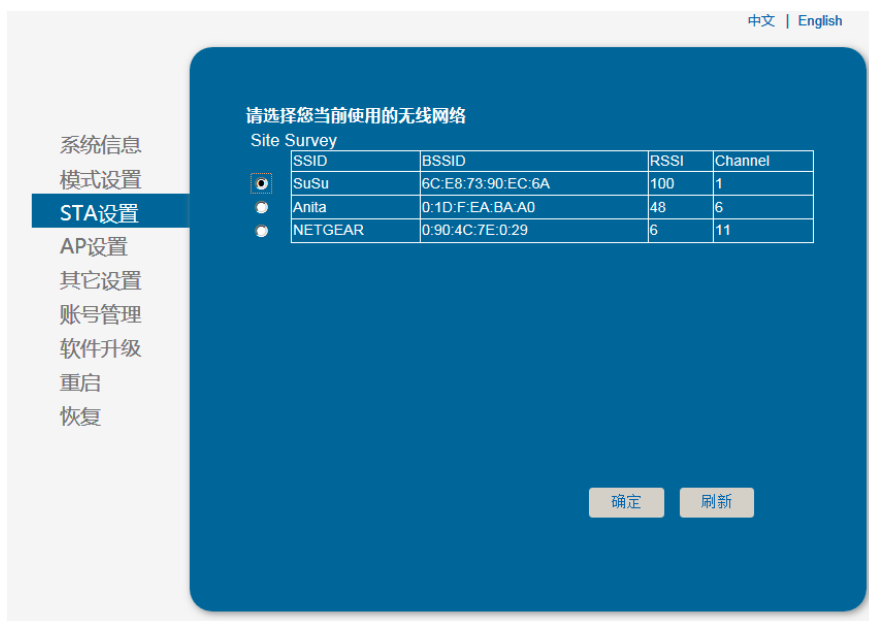 中文 | English
请选择您当前使用的无线网络
Site Survey
SSID BSSID RSSI Channel
SuSu 6C:E8:73:90:EC:6A 100 1
Anita 0:1D:F:EA:BA:A0 48 6
NETGEAR 0:90:4C:7E:0:29 6 11
系统信息
模式设置
STA设置
AP设置
其它设置
账号管理
软件升级
重启
恢复
确定 刷新